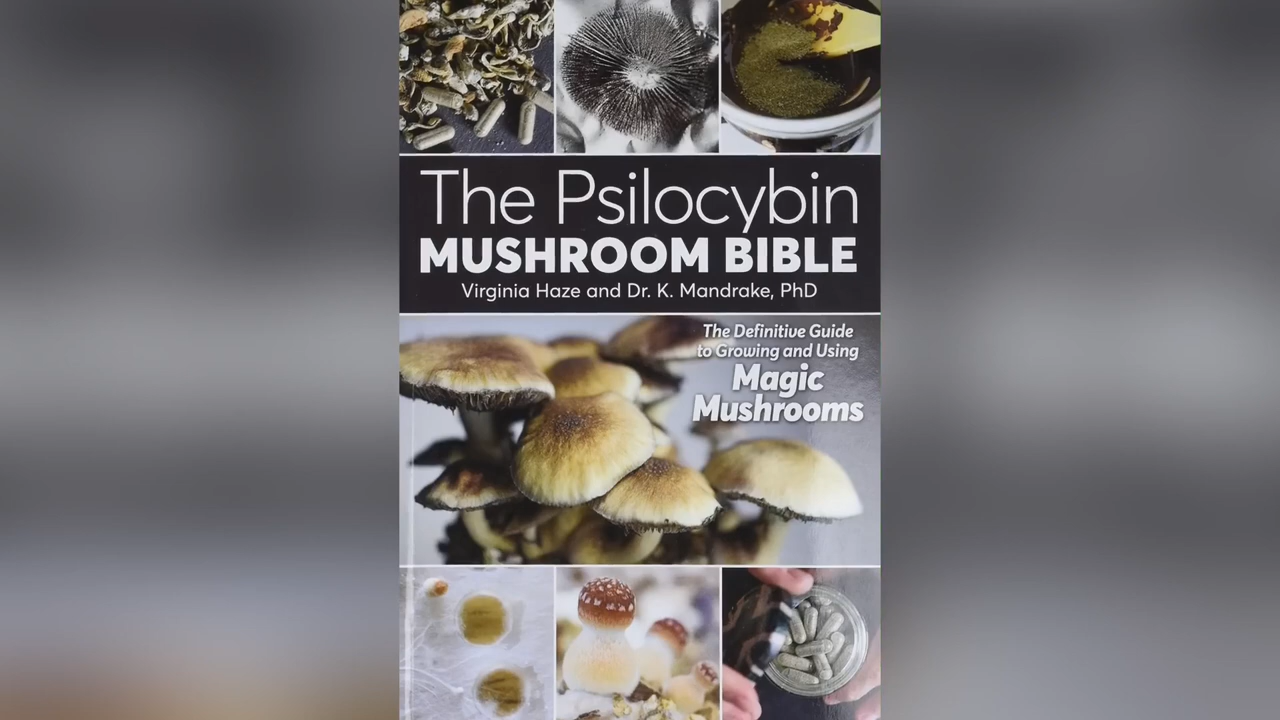 The Psilocybin
MUSHROOM BIBLE
Virginia Haze and Dr. K. Mandrake, PhD
The Definitive Guide
to Growing and Using
Magic
Mushrooms